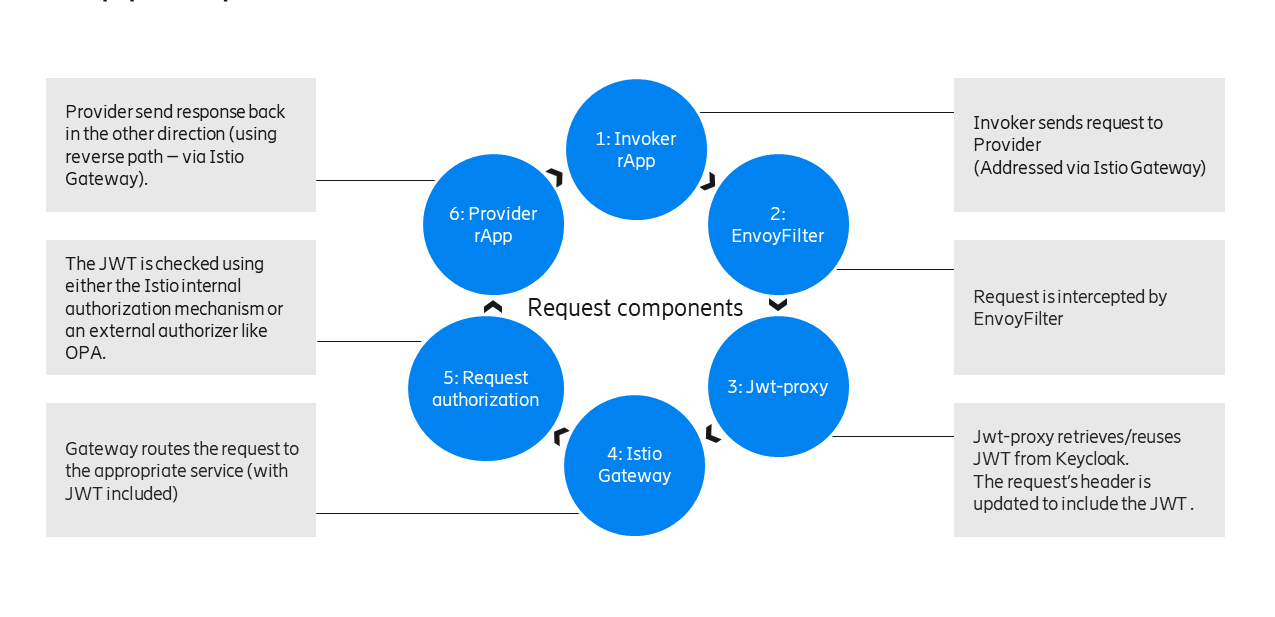 Provider send response back
in the other direction (using
reverse path – via Istio
Gateway).
1: Invoker
rApp
Invoker sends request to
Provider
(Addressed via Istio Gateway)
6: Provider
rApp
2:
EnvoyFilter
The JWT is checked using
either the Istio internal
authorization mechanism or
an external authorizer like
OPA.
Request components
Request is intercepted by
EnvoyFilter
5: Request
authorization
3: Jwt-proxy
Gateway routes the request to
the appropriate service (with
JWT included)
4: Istio
Gateway
Jwt-proxy retrieves/reuses
JWT from Keycloak.
The request’s header is
updated to include the JWT .